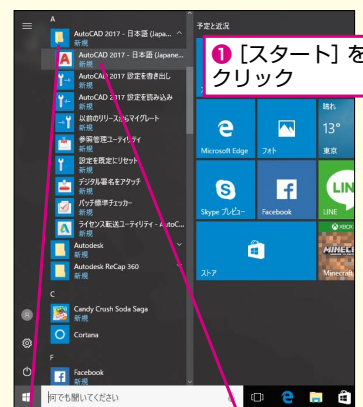 A
AutoCAD 2017 - 日本語 (Japa...
新規
AutoCAD 2017 - 日本語 (Japane...
新規
AutoCAD 2017 設定を書き出し
新規
AutoCAD 2017 設定を読み込み
新規
以前のリリースからマイグレート
新規
参照管理ユーティリティ
新規
設定を既定にリセット
新規
デジタル署名をアタッチ
新規
バッチ標準チェッカー
新規
ライセンス転送ユーティリティ - AutoC...
新規
Autodesk
新規
Autodesk ReCap 360
新規
C
Candy Crush Soda Saga
新規
Cortana
F
Facebook
新規
何でも聞いてください
予定と近況
❶[スタート]を
クリック
Microsoft Edge
フォト
晴れ
13°
東京
Skype プレビュー
Facebook
LIN
LINE
ストア
XBOX
MINEC
Minecraft